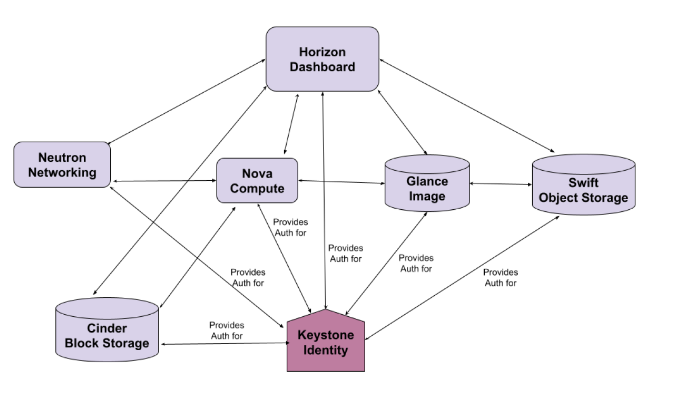 Horizon
Dashboard
Neutron
Networking
Nova
Compute
Glance
Image
Swift
Object Storage
Provides
Auth for
Provides
Auth for
Provides
Auth for
Provides
Auth for
Provides
Auth for
Provides
Auth for
Cinder
Block Storage
Keystone
Identity